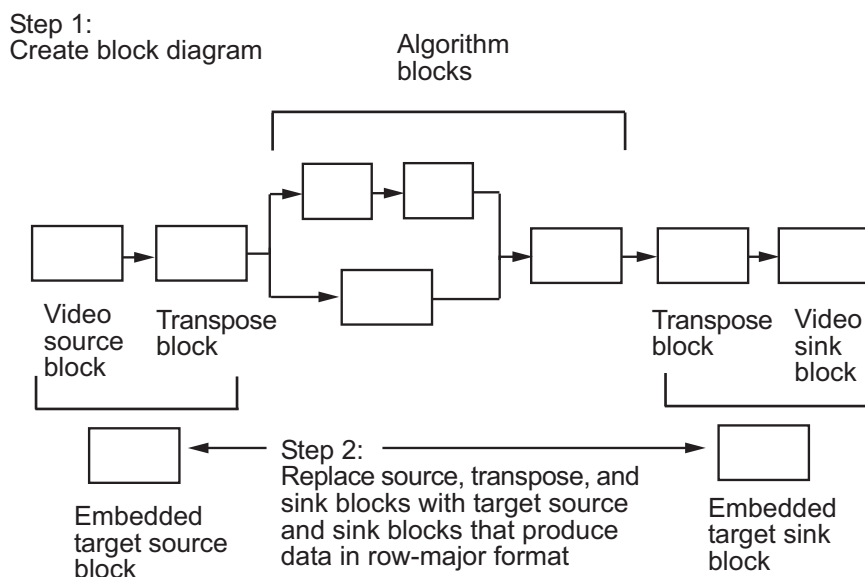 Step 1:
Create block diagram
Algorithm
blocks
Video
source
block
Transpose
block
Transpose
block
Video
sink
block
Step 2:
Replace source, transpose, and
sink blocks with target source
and sink blocks that produce
data in row-major format
Embedded
target source
block
Embedded
target sink
block